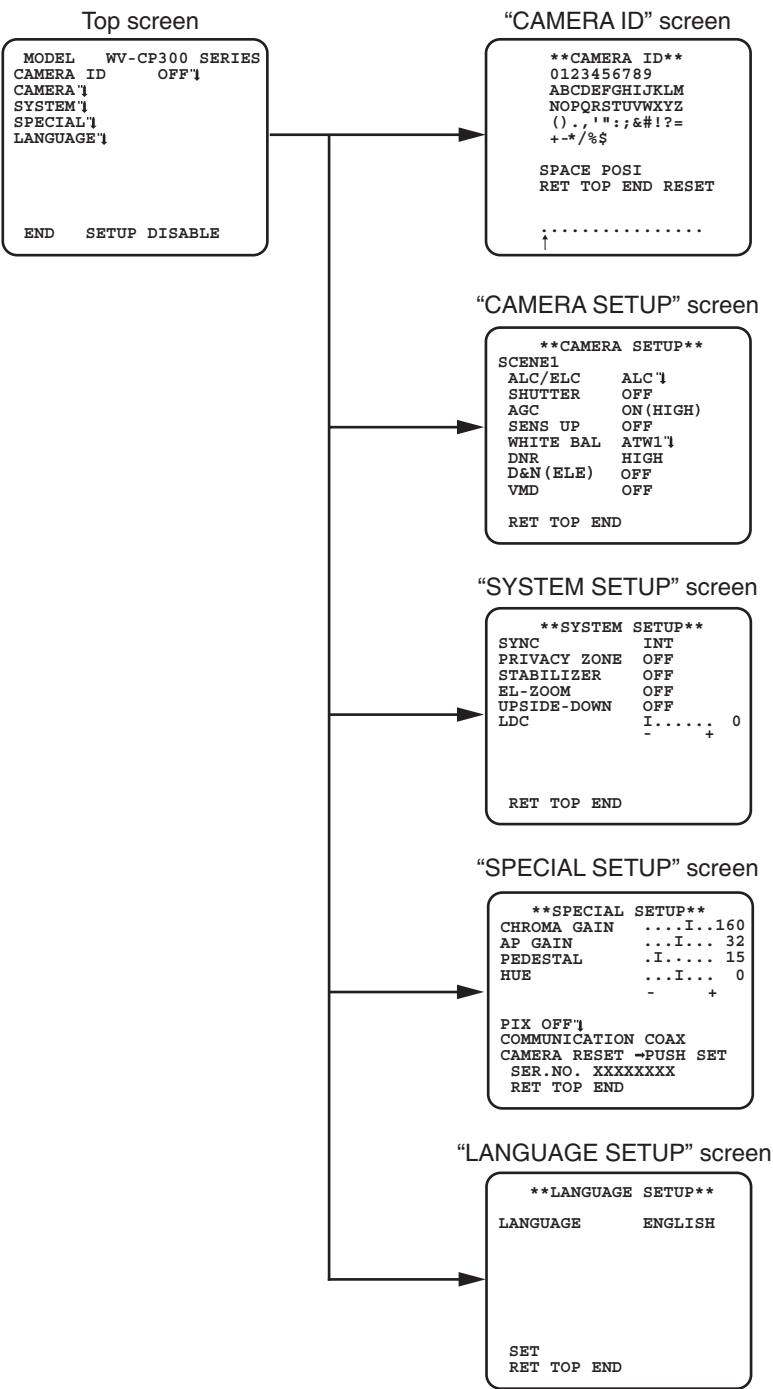 Top screen
MODEL WV-CP300 SERIES
CAMERA ID OFF
CAMERA
SYSTEM
SPECIAL
LANGUAGE
END SETUP DISABLE
“CAMERA ID” screen
**CAMERA ID**
0123456789
ABCDEFGHIJKLM
NOPQRSTUVWXYZ
().,'":;&#!?=
+-*/%$
SPACE POSI
RET TOP END RESET
................
↑
“CAMERA SETUP” screen
**CAMERA SETUP**
SCENE1
ALC/ELC ALC
SHUTTER OFF
AGC ON(HIGH)
SENS UP OFF
WHITE BAL ATW1
DNR HIGH
D&N(ELE) OFF
VMD OFF
RET TOP END
“SYSTEM SETUP” screen
**SYSTEM SETUP**
SYNC INT
PRIVACY ZONE OFF
STABILIZER OFF
EL-ZOOM OFF
UPSIDE-DOWN OFF
LDC I...... 0
- +
RET TOP END
“SPECIAL SETUP” screen
**SPECIAL SETUP**
CHROMA GAIN ....I..160
AP GAIN ...I... 32
PEDESTAL .I..... 15
HUE ...I... 0
- +
PIX OFF
COMMUNICATION COAX
CAMERA RESET →PUSH SET
SER.NO. XXXXXXXX
RET TOP END
“LANGUAGE SETUP” screen
**LANGUAGE SETUP**
LANGUAGE ENGLISH
SET
RET TOP END